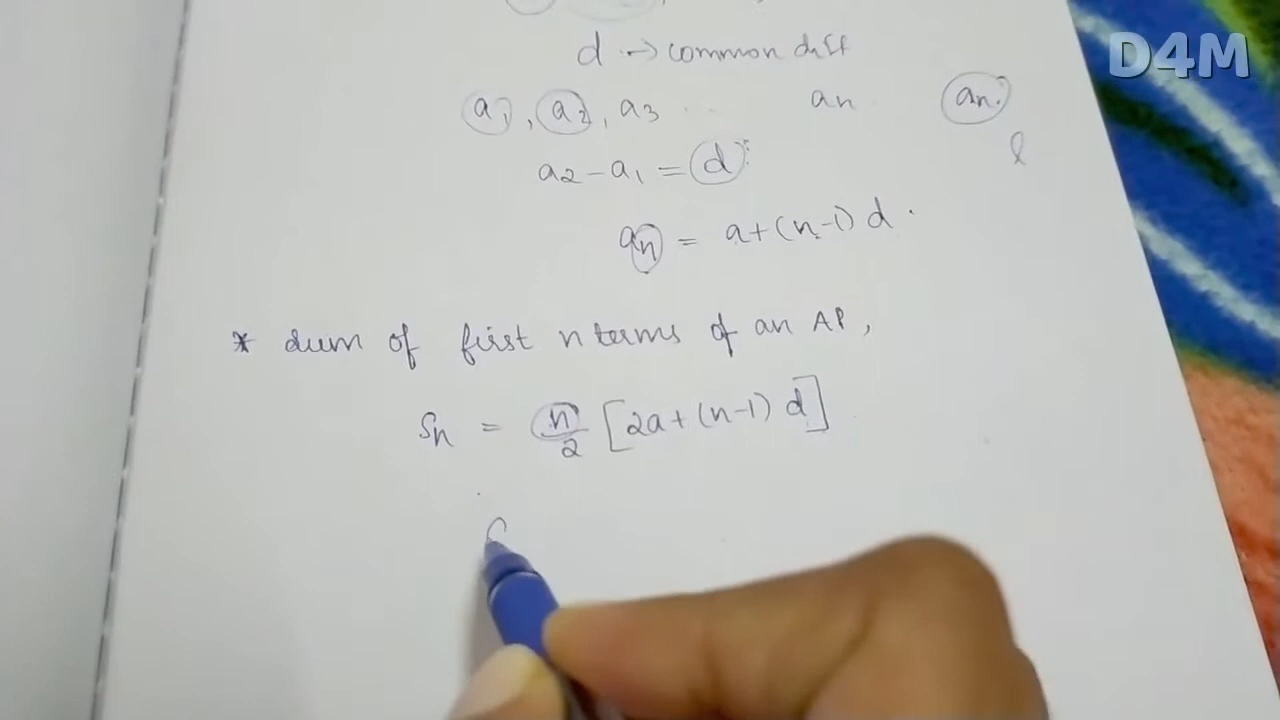 D4M
d → common diff
a1, a2, a3 .. an an.
l
a2 - a1 = d
an = a + (n-1) d .
* Sum of first n terms of an AP,
Sn = n/2 [2a + (n-1) d]